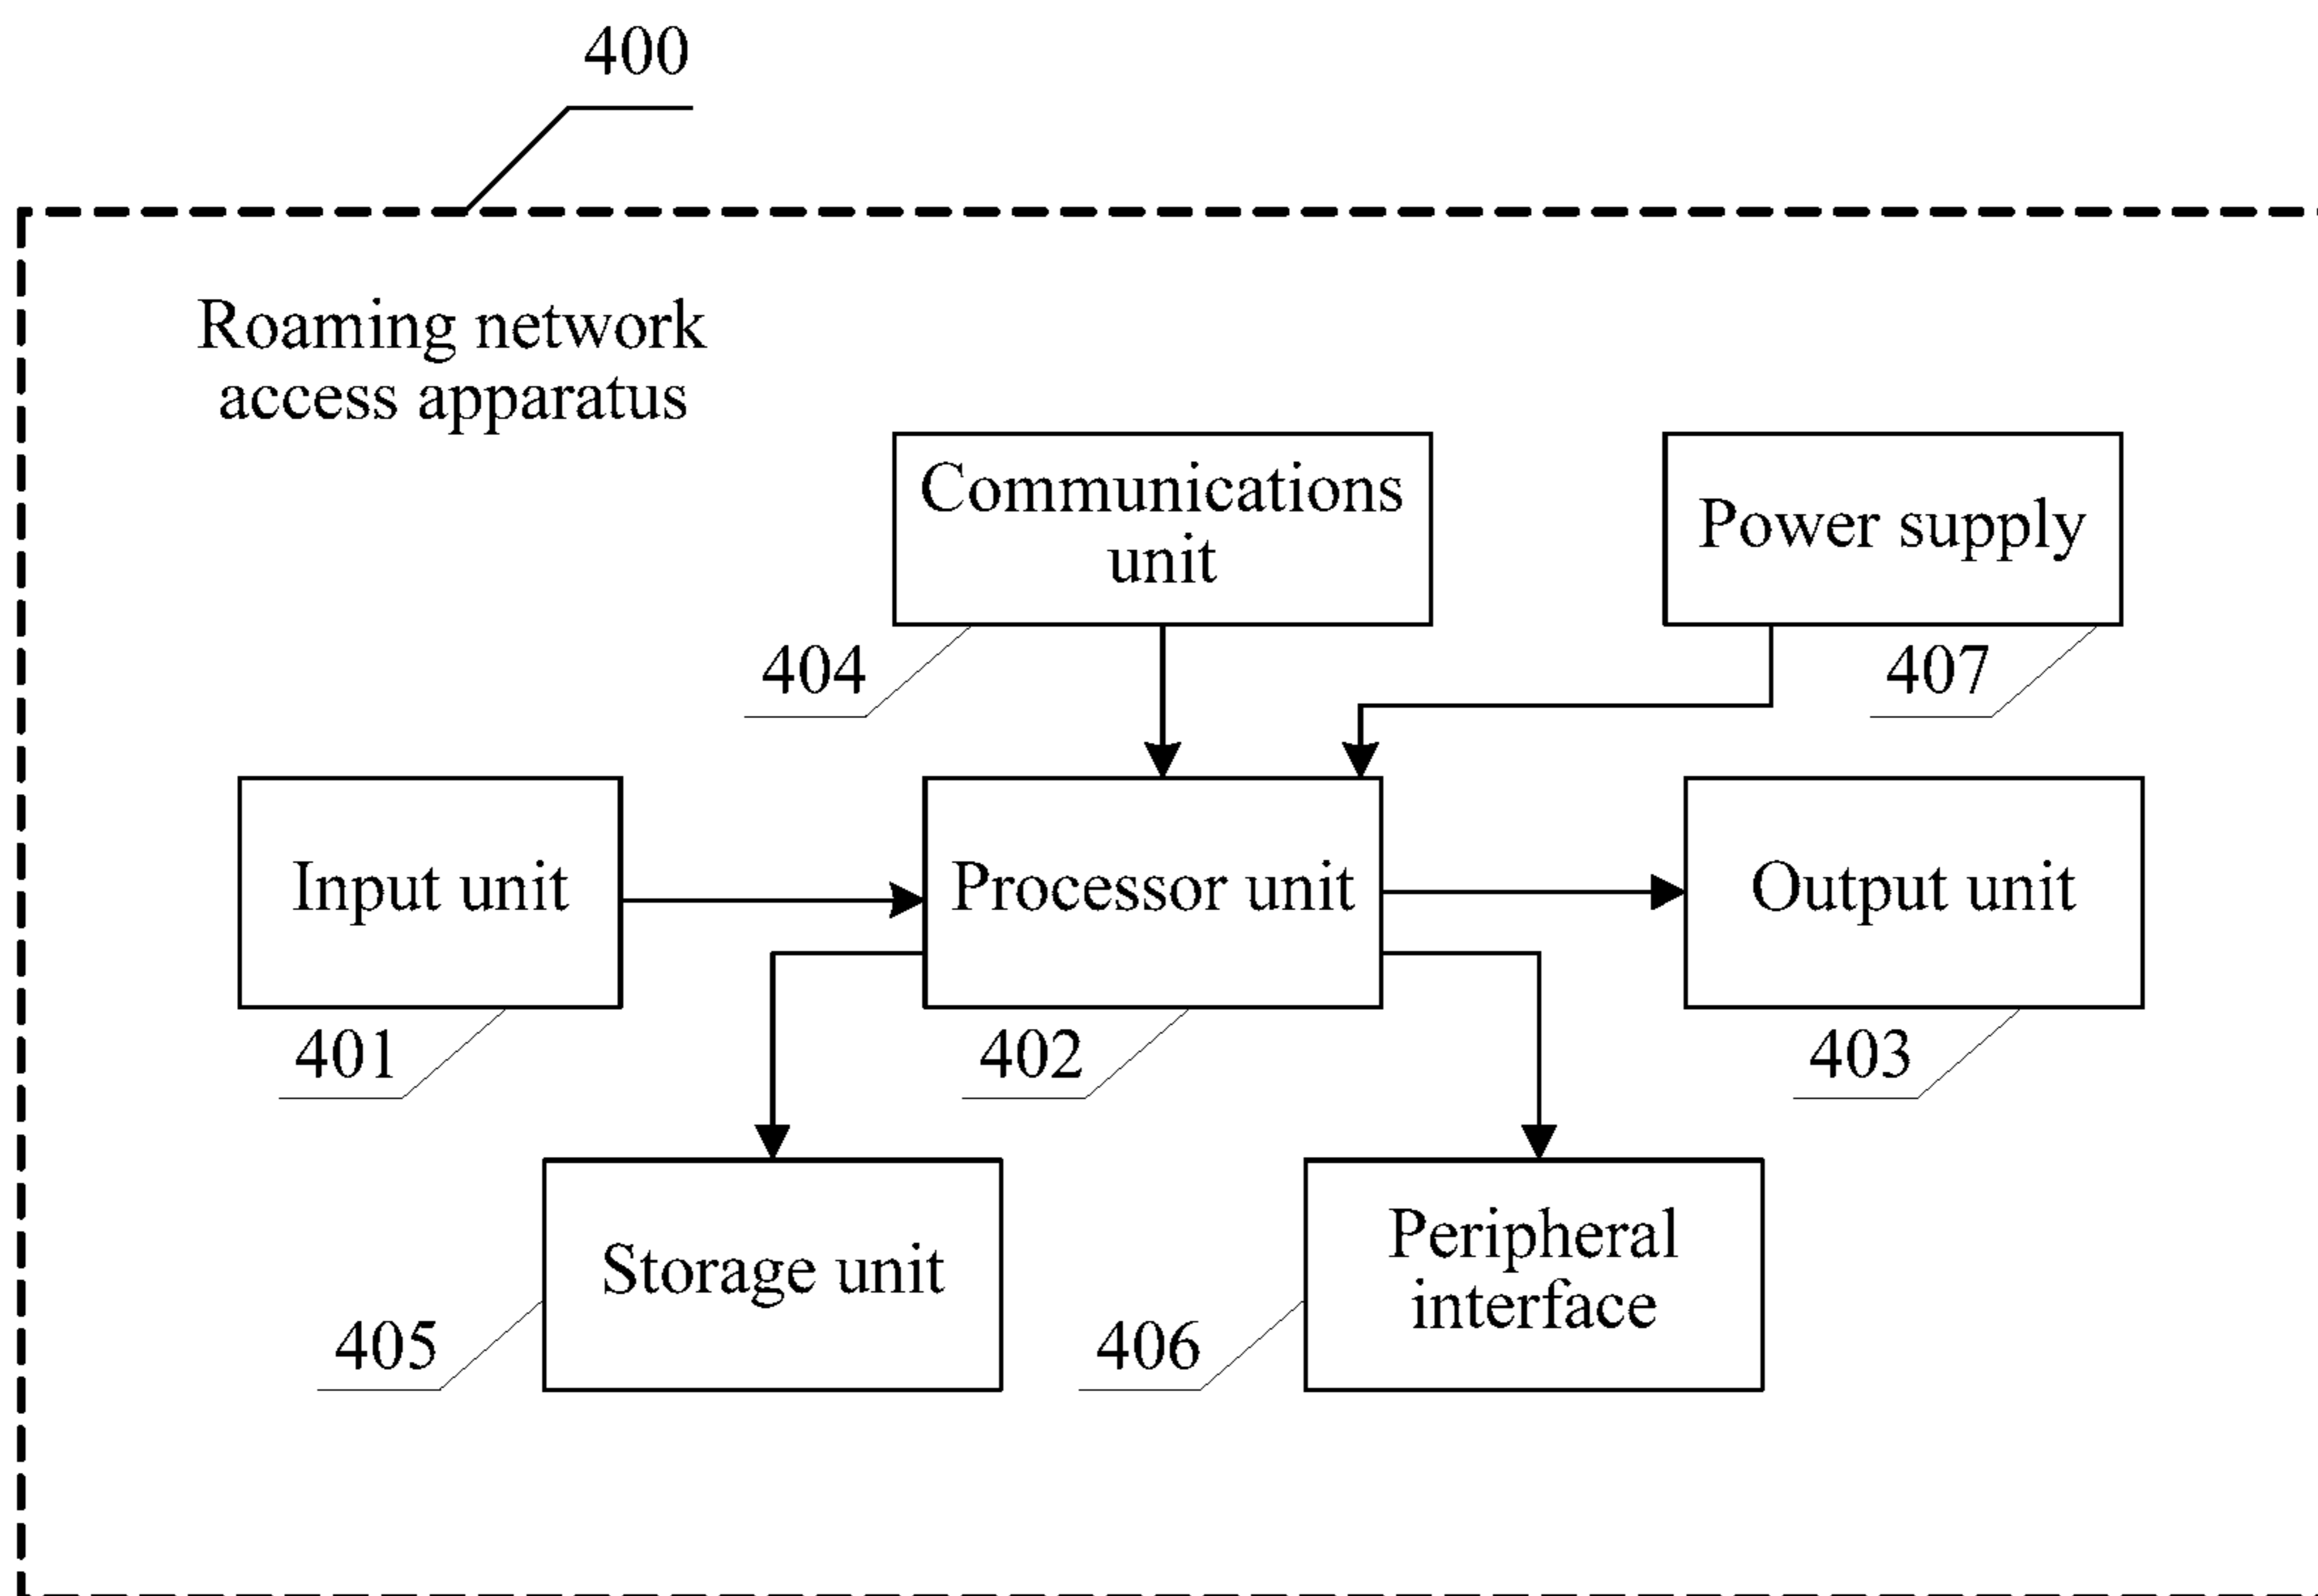 400
Roaming network
access apparatus
Communications
unit
Power supply
404
407
Input unit
Processor unit
Output unit
401
402
403
Storage unit
Peripheral
interface
405
406